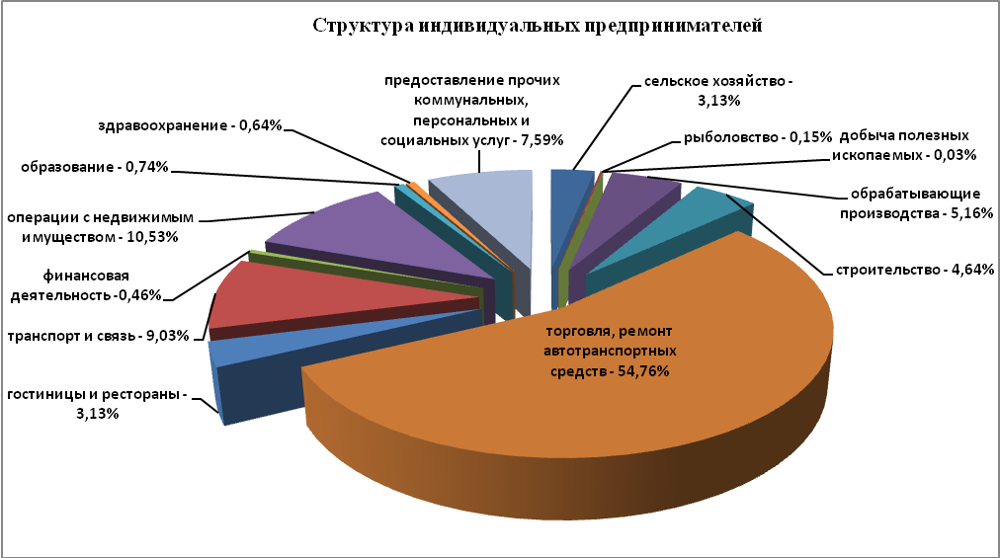 Структура индивидуальных предпринимателей
предоставление прочих
коммунальных,
персональных и
социальных услуг - 7,59%
сельское хозяйство -
3,13%
рыболовство - 0,15%
добыча полезных
ископаемых - 0,03%
обрабатывающие
производства - 5,16%
строительство - 4,64%
торговля, ремонт
автотранспортных
средств - 54,76%
гостиницы и рестораны -
3,13%
транспорт и связь - 9,03%
финансовая
деятельность -0,46%
операции с недвижимым
имуществом - 10,53%
образование - 0,74%
здравоохранение - 0,64%